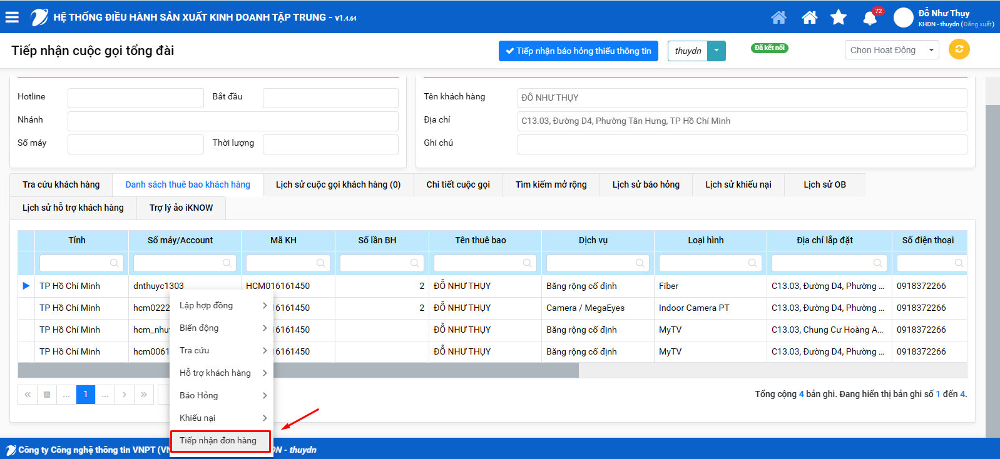 HỆ THỐNG ĐIỀU HÀNH SẢN XUẤT KINH DOANH TẬP TRUNG - v1.4.64
72
Đỗ Như Thụy
KHDN - thuydn (Đăng xuất)
Tiếp nhận cuộc gọi tổng đài
Tiếp nhận báo hỏng thiếu thông tin
thuydn
Đã kết nối
Chọn Hoạt Động
Hotline
Bắt đầu
Tên khách hàng
ĐỖ NHƯ THỤY
Nhánh
Địa chỉ
C13.03, Đường D4, Phường Tân Hưng, TP Hồ Chí Minh
Số máy
Thời lượng
Ghi chú
Tra cứu khách hàng
Danh sách thuê bao khách hàng
Lịch sử cuộc gọi khách hàng (0)
Chi tiết cuộc gọi
Tìm kiếm mở rộng
Lịch sử báo hỏng
Lịch sử khiếu nại
Lịch sử OB
Lịch sử hỗ trợ khách hàng
Trợ lý ảo iKNOW
Tỉnh Số máy/Account Mã KH Số lần BH Tên thuê bao Dịch vụ Loại hình Địa chỉ lắp đặt Số điện thoại
TP Hồ Chí Minh dnthuyc1303 HCM016161450 2 ĐỖ NHƯ THỤY Băng rộng cố định Fiber C13.03, Đường D4, Phường ... 0918372266
TP Hồ Chí Minh hcm0222 6161450 2 ĐỖ NHƯ THỤY Camera / MegaEyes Indoor Camera PT C13.03, Đường D4, Phường ... 0918372266
TP Hồ Chí Minh hcm_nhu 6161450 ĐỖ NHƯ THỤY Băng rộng cố định MyTV C13.03, Chung Cư Hoàng A... 0918372266
TP Hồ Chí Minh hcm0061 6161450 ĐỖ NHƯ THỤY Băng rộng cố định MyTV C13.03, Đường D4, Phường ... 0918372266
Lập hợp đồng
Biến động
Tra cứu
Hỗ trợ khách hàng
Báo Hỏng
Khiếu nại
Tiếp nhận đơn hàng
... 1 ...
Tổng cộng 4 bản ghi. Đang hiển thị bản ghi số 1 đến 4.
Công ty Công nghệ thông tin VNPT (VN DN - thuydn